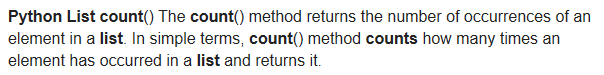 Python List count() The count() method returns the number of occurrences of an
element in a list. In simple terms, count() method counts how many times an
element has occurred in a list and returns it.